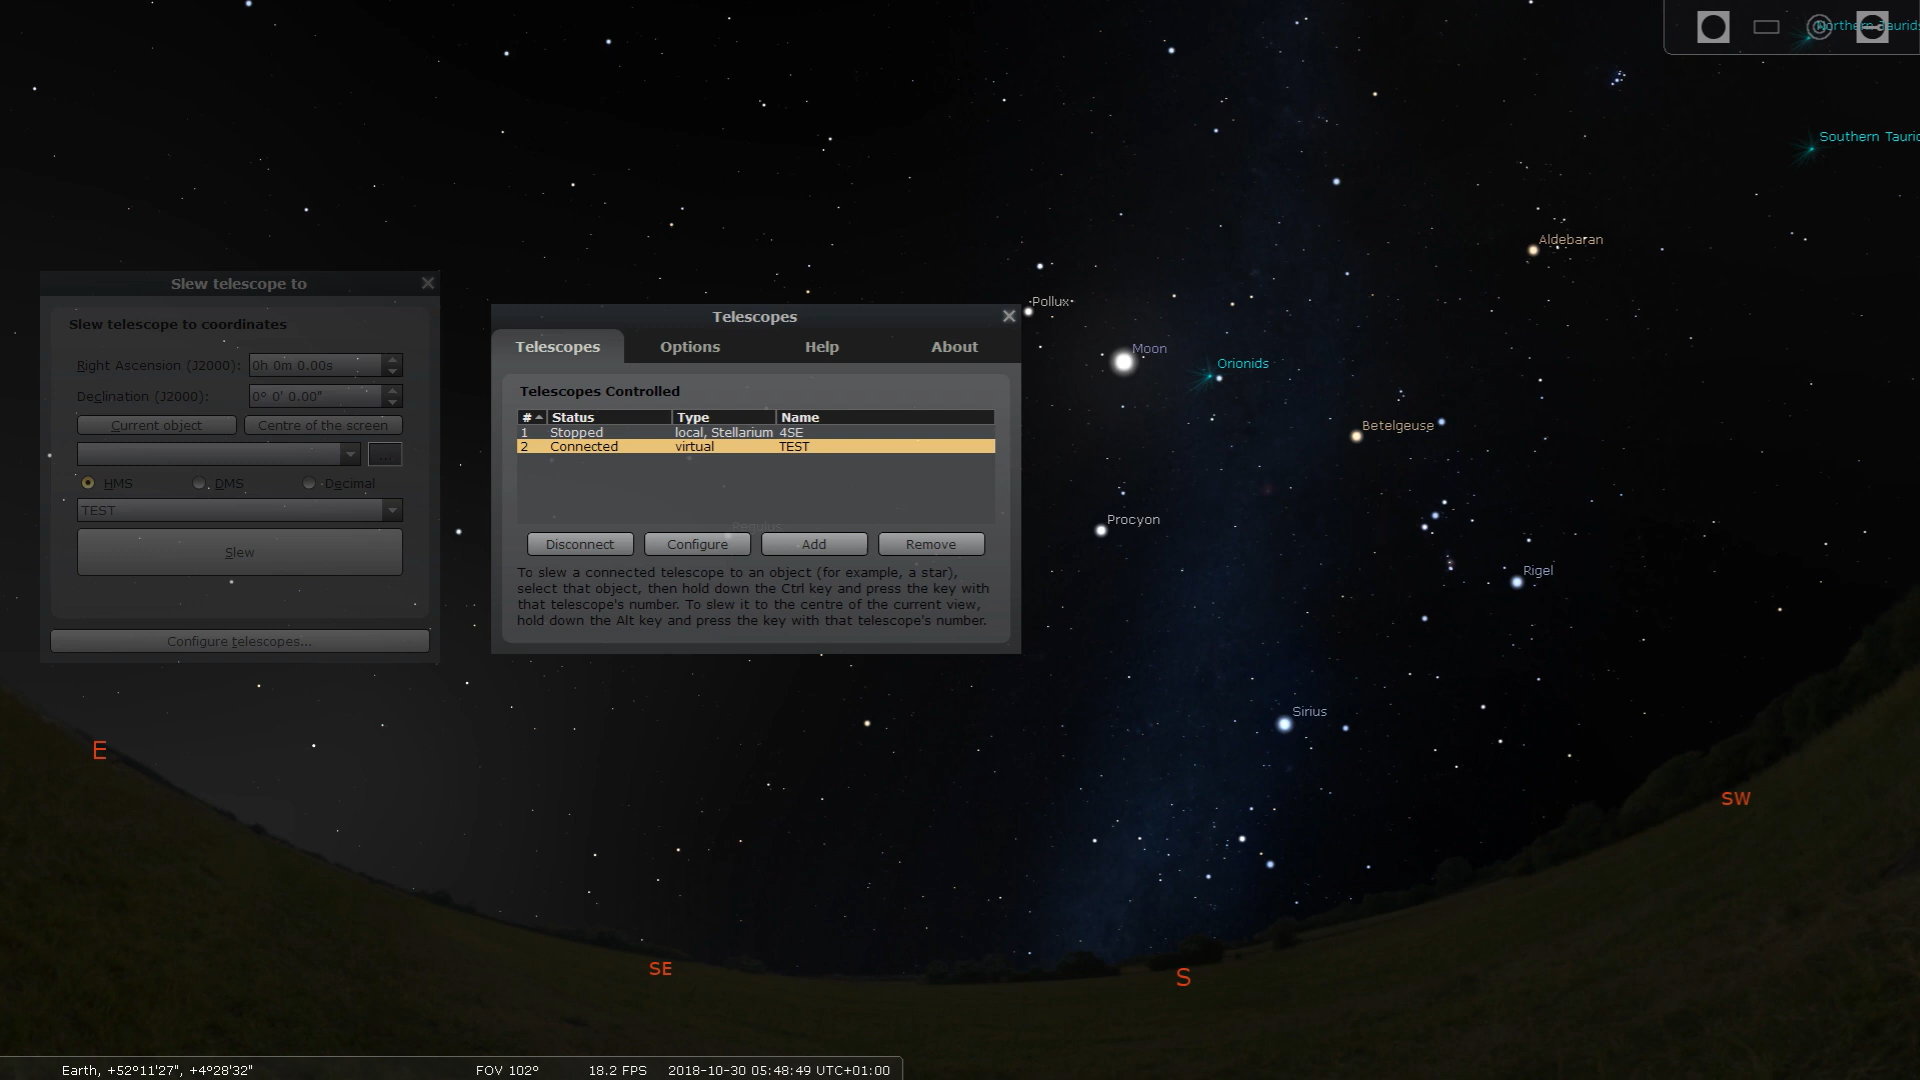 Northern Taurids
Southern Tauric
Aldebaran
Slew telescope to
Slew telescope to coordinates
Right Ascension (J2000): 0h 0m 0.00s
Declination (J2000): 0° 0' 0.00"
Current object Centre of the screen
...
HMS DMS Decimal
TEST
Slew
Configure telescopes...
Telescopes
Telescopes Options Help About
Telescopes Controlled
# Status Type Name
1 Stopped local, Stellarium 4SE
2 Connected virtual TEST
Regulus
Disconnect Configure Add Remove
To slew a connected telescope to an object (for example, a star),
select that object, then hold down the Ctrl key and press the key with
that telescope's number. To slew it to the centre of the current view,
hold down the Alt key and press the key with that telescope's number.
Pollux
Moon
Orionids
Betelgeuse
Procyon
Rigel
Sirius
E
SW
SE
S
Earth, +52°11'27", +4°28'32" FOV 102° 18.2 FPS 2018-10-30 05:48:49 UTC+01:00